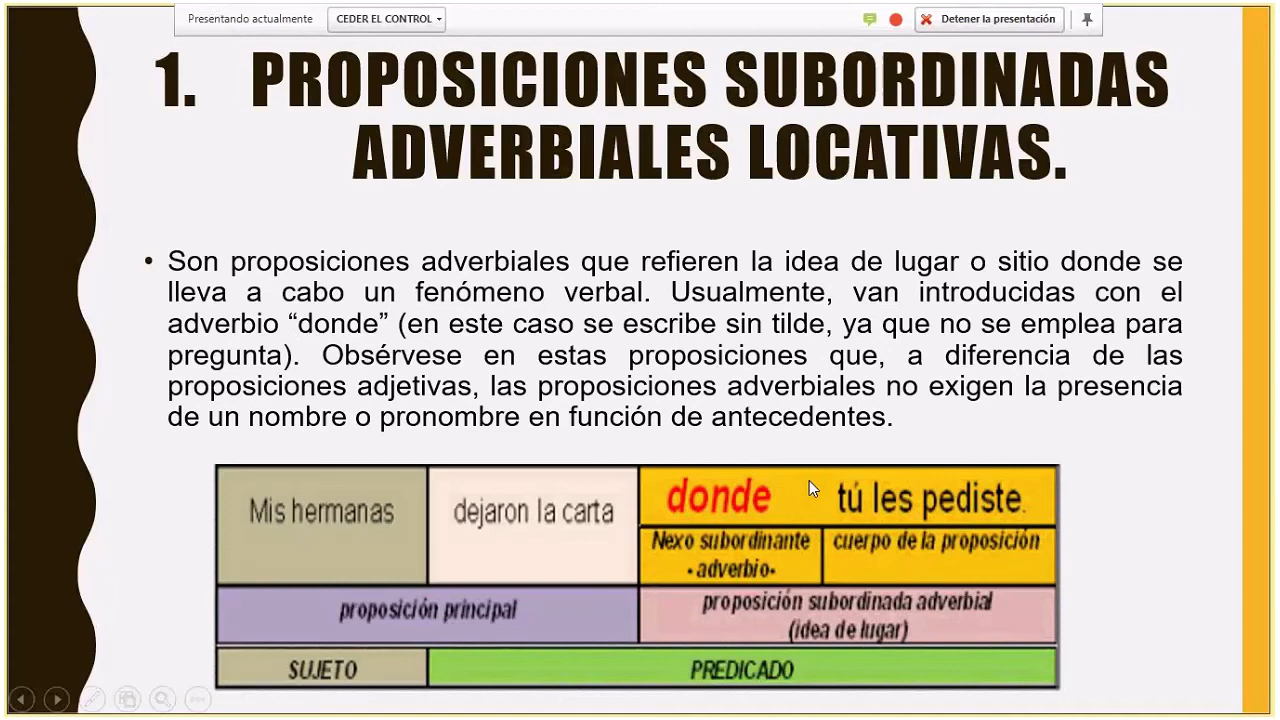 Presentando actualmente CEDER EL CONTROL Detener la presentación
1. PROPOSICIONES SUBORDINADAS
ADVERBIALES LOCATIVAS.
• Son proposiciones adverbiales que refieren la idea de lugar o sitio donde se
lleva a cabo un fenómeno verbal. Usualmente, van introducidas con el
adverbio “donde” (en este caso se escribe sin tilde, ya que no se emplea para
pregunta). Obsérvese en estas proposiciones que, a diferencia de las
proposiciones adjetivas, las proposiciones adverbiales no exigen la presencia
de un nombre o pronombre en función de antecedentes.
Mis hermanas dejaron la carta donde tú les pediste.
Nexo subordinante cuerpo de la proposición
- adverbio-
proposición principal proposición subordinada adverbial
(idea de lugar)
SUJETO PREDICADO